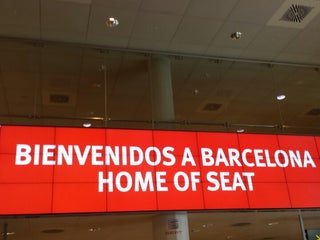 BIENVENIDOS A BARCELONA
HOME OF SEAT